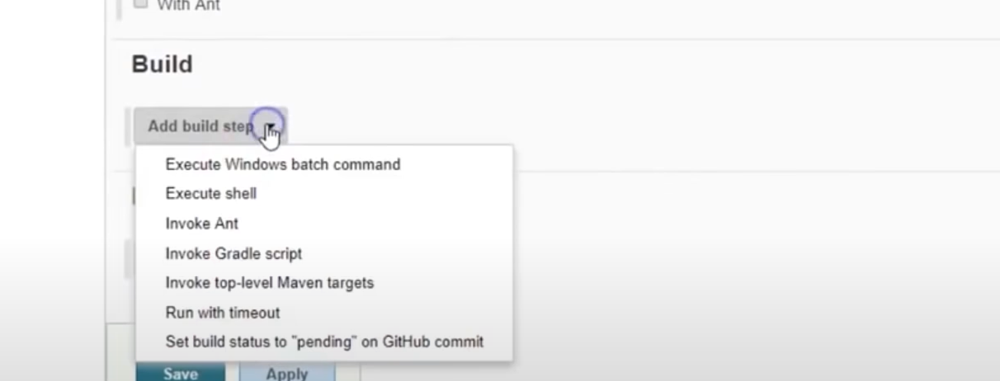 With Ant
Build
Add build step
Execute Windows batch command
Execute shell
Invoke Ant
Invoke Gradle script
Invoke top-level Maven targets
Run with timeout
Set build status to "pending" on GitHub commit
Save Apply